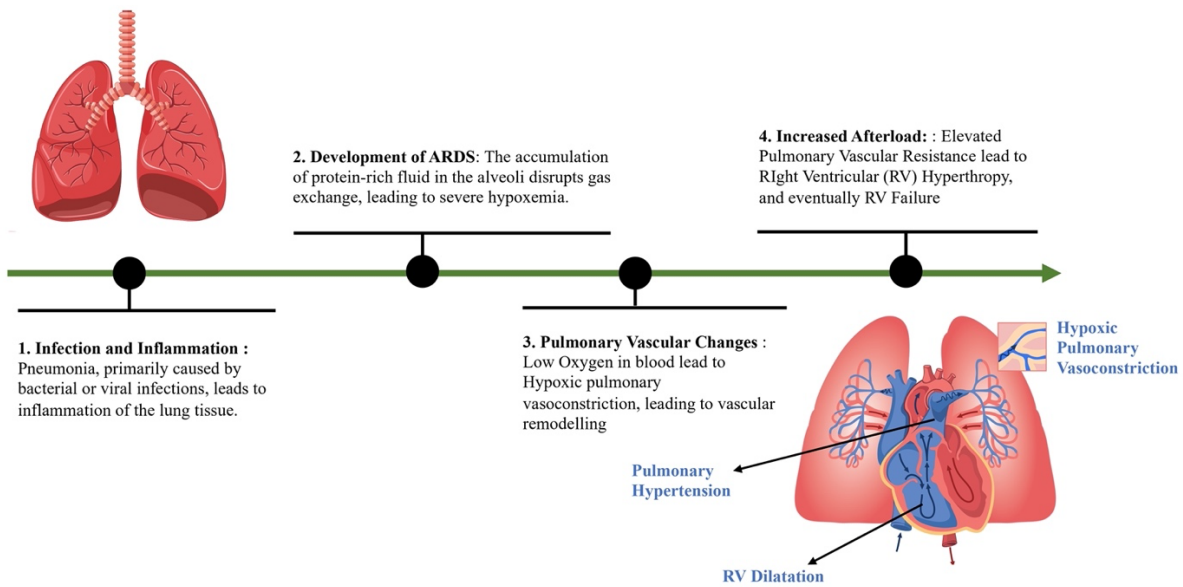 1. Infection and Inflammation :
Pneumonia, primarily caused by
bacterial or viral infections, leads to
inflammation of the lung tissue.
2. Development of ARDS: The accumulation
of protein-rich fluid in the alveoli disrupts gas
exchange, leading to severe hypoxemia.
3. Pulmonary Vascular Changes :
Low Oxygen in blood lead to
Hypoxic pulmonary
vasoconstriction, leading to vascular
remodelling
4. Increased Afterload: : Elevated
Pulmonary Vascular Resistance lead to
RIght Ventricular (RV) Hyperthropy,
and eventually RV Failure
Hypoxic
Pulmonary
Vasoconstriction
Pulmonary
Hypertension
RV Dilatation